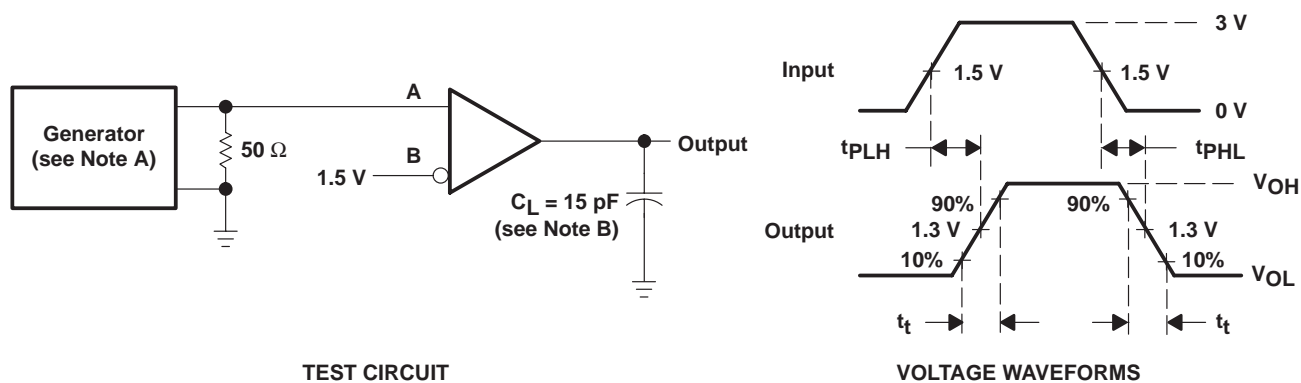 Generator
(see Note A)
50 Ω
A
B
1.5 V
Output
CL = 15 pF
(see Note B)
TEST CIRCUIT
Input
3 V
1.5 V
1.5 V
0 V
tPLH
tPHL
Output
VOH
90%
90%
1.3 V
1.3 V
10%
10%
VOL
tt
tt
VOLTAGE WAVEFORMS